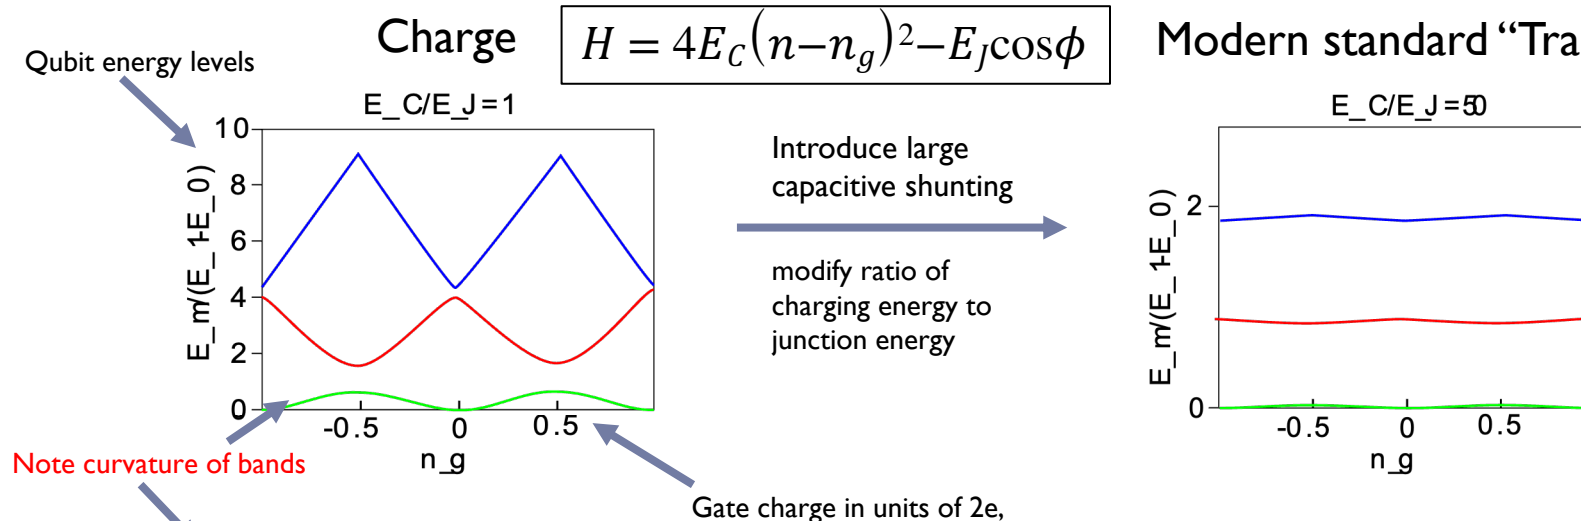 Charge
H = 4E_C(n−n_g)²−E_Jcosϕ
Modern standard “Tra
Qubit energy levels
E_C/E_J=1
10
8
6
4
2
0
E_m/(E_1-E_0)
-0.5
0
0.5
n_g
Note curvature of bands
Gate charge in units of 2e,
Introduce large
capacitive shunting
modify ratio of
charging energy to
junction energy
E_C/E_J=50
2
0
E_m/(E_1-E_0)
-0.5
0
0.5
n_g